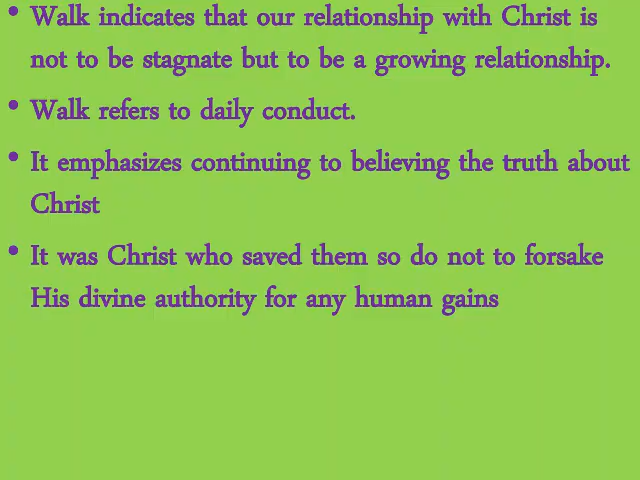 • Walk indicates that our relationship with Christ is
not to be stagnate but to be a growing relationship.
• Walk refers to daily conduct.
• It emphasizes continuing to believing the truth about
Christ
• It was Christ who saved them so do not to forsake
His divine authority for any human gains